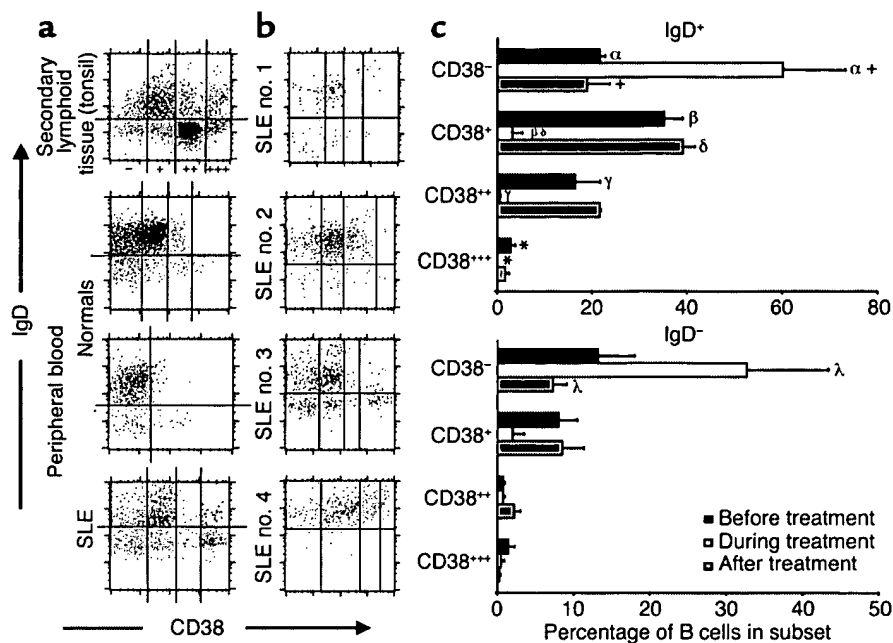 a
b
c
Secondary
lymphoid
tissue (tonsil)
- + ++ +++
Normals
Peripheral blood
SLE
IgD
CD38
SLE no. 1
SLE no. 2
SLE no. 3
SLE no. 4
IgD+
CD38⁻
α
α +
+
CD38⁺
β
β δ
δ
CD38⁺⁺
γ
γ
CD38⁺⁺⁺
*
*
0 20 40 60 80
IgD⁻
CD38⁻
λ
λ
CD38⁺
CD38⁺⁺
CD38⁺⁺⁺
Before treatment
During treatment
After treatment
0 10 20 30 40 50
Percentage of B cells in subset